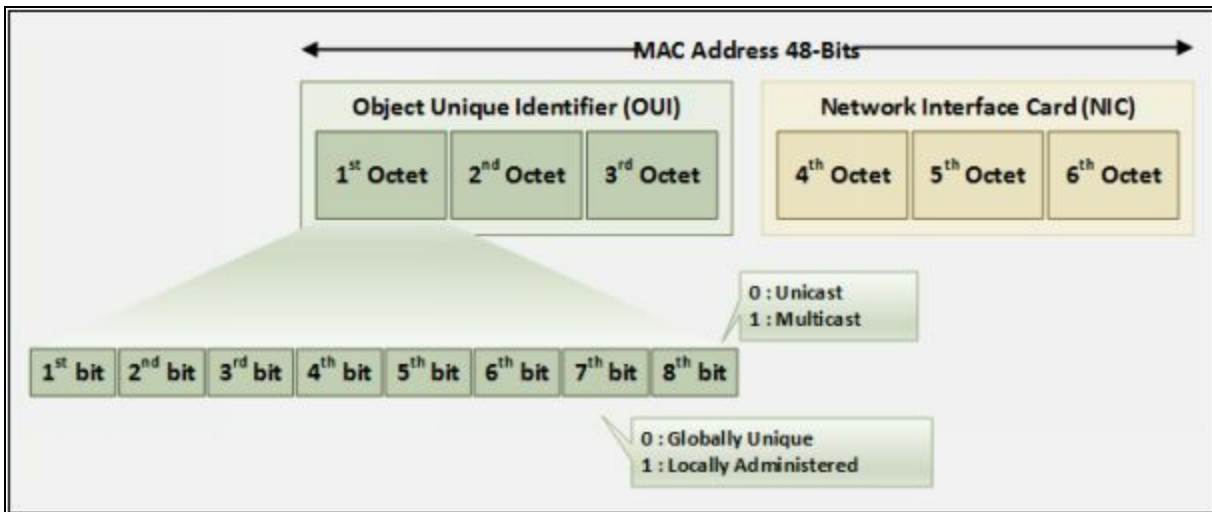 MAC Address 48-Bits
Object Unique Identifier (OUI)
Network Interface Card (NIC)
1st Octet
2nd Octet
3rd Octet
4th Octet
5th Octet
6th Octet
0 : Unicast
1 : Multicast
1st bit
2nd bit
3rd bit
4th bit
5th bit
6th bit
7th bit
8th bit
0 : Globally Unique
1 : Locally Administered